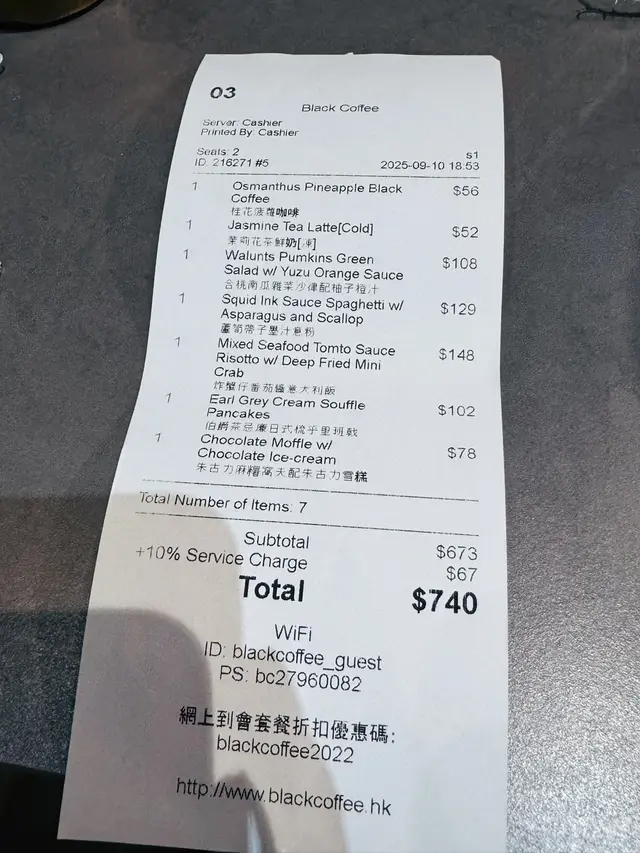 03
Black Coffee
Server: Cashier
Printed By: Cashier
Seats: 2
s1
ID: 216271 #5
2025-09-10 18:53
1 Osmanthus Pineapple Black $56
Coffee
桂花菠蘿咖啡
1 Jasmine Tea Latte[Cold] $52
茉莉花茶鮮奶[凍]
1 Walunts Pumkins Green $108
Salad w/ Yuzu Orange Sauce
合桃南瓜雜菜沙律配柚子橙汁
1 Squid Ink Sauce Spaghetti w/ $129
Asparagus and Scallop
蘆筍帶子墨汁意粉
1 Mixed Seafood Tomto Sauce $148
Risotto w/ Deep Fried Mini
Crab
炸蟹仔番茄燴意大利飯
1 Earl Grey Cream Souffle $102
Pancakes
伯爵茶忌廉日式梳乎里班戟
1 Chocolate Moffle w/ $78
Chocolate Ice-cream
朱古力麻糬窩夫配朱古力雪糕
Total Number of Items: 7
Subtotal $673
+10% Service Charge $67
Total $740
WiFi
ID: blackcoffee_guest
PS: bc27960082
網上到會套餐折扣優惠碼:
blackcoffee2022
http://www.blackcoffee.hk